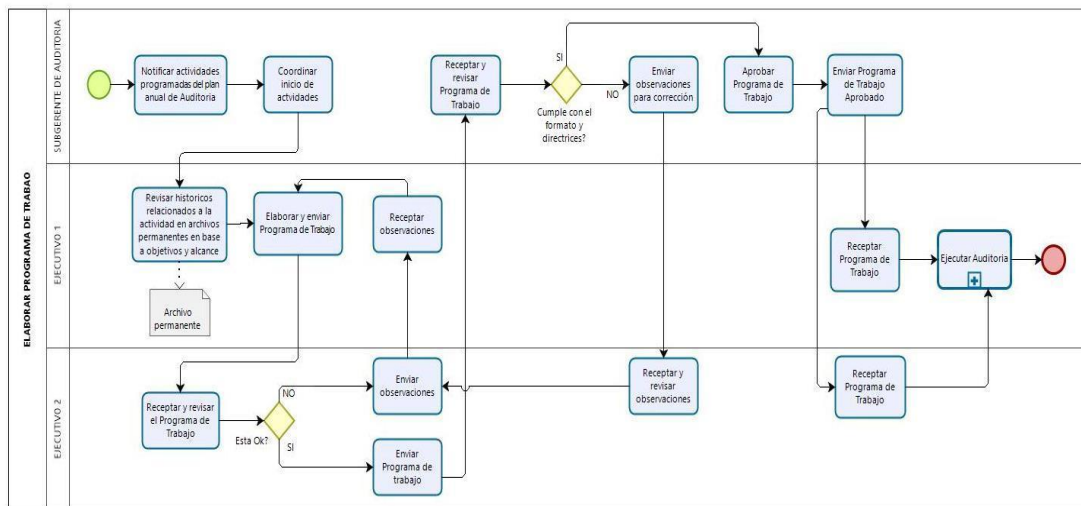 ELABORAR PROGRAMA DE TRABAO
SUBGERENTE DE AUDITORIA
Notificar actividades
programadas del plan
anual de Auditoria
Coordinar
inicio de
actvidades
Receptar y
revisar
Programa de
Trabajo
SI
NO
Cumple con el
formato y
directrices?
Enviar
observaciones
para corrección
Aprobar
Programa de
Trabajo
Enviar Programa
de Trabajo
Aprobado
EJECUTIVO 1
Revisar historicos
relacionados a la
actividad en archivos
permanentes en base
a objetivos y alcance
Archivo
permanente
Elaborar y enviar
Programa de Trabajo
Receptar
observaciones
Receptar
Programa de
Trabajo
Ejecutar Auditoria
EJECUTIVO 2
Receptar y revisar
el Programa de
Trabajo
Esta Ok?
NO
SI
Enviar
observaciones
Enviar
Programa de
trabajo
Receptar y
revisar
observaciones
Receptar
Programa de
Trabajo